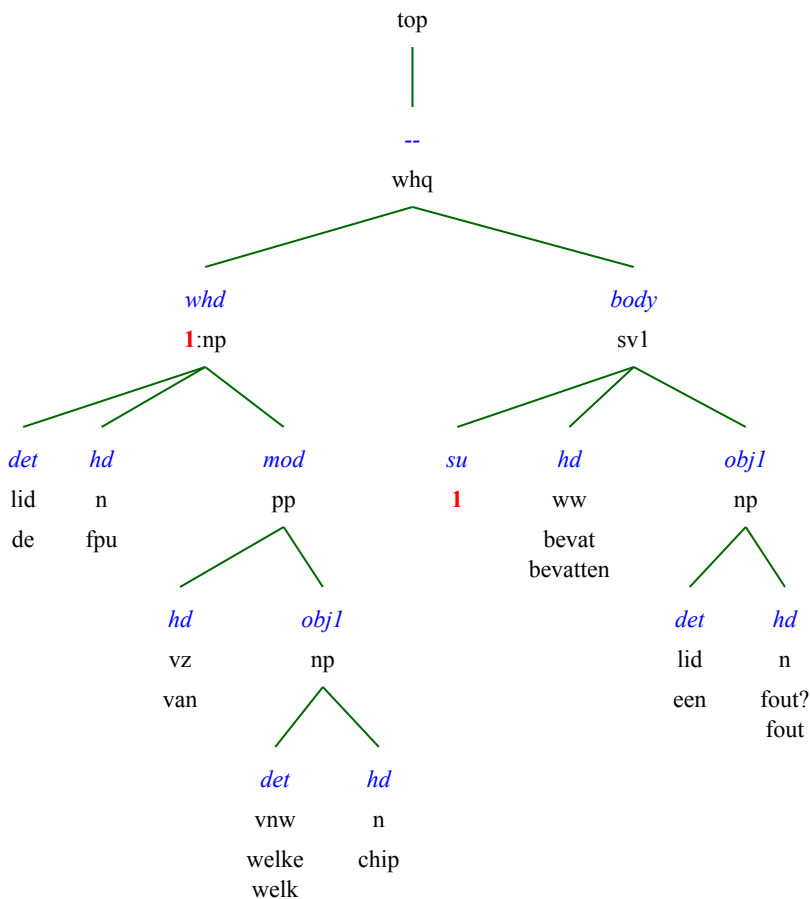 top
--
whq
whd body
1:np sv1
det hd mod su hd obj1
lid n pp 1 ww np
de fpu bevat
bevatten
hd obj1 det hd
vz np lid n
van een fout?
fout
det hd
vnw n
welke chip
welk